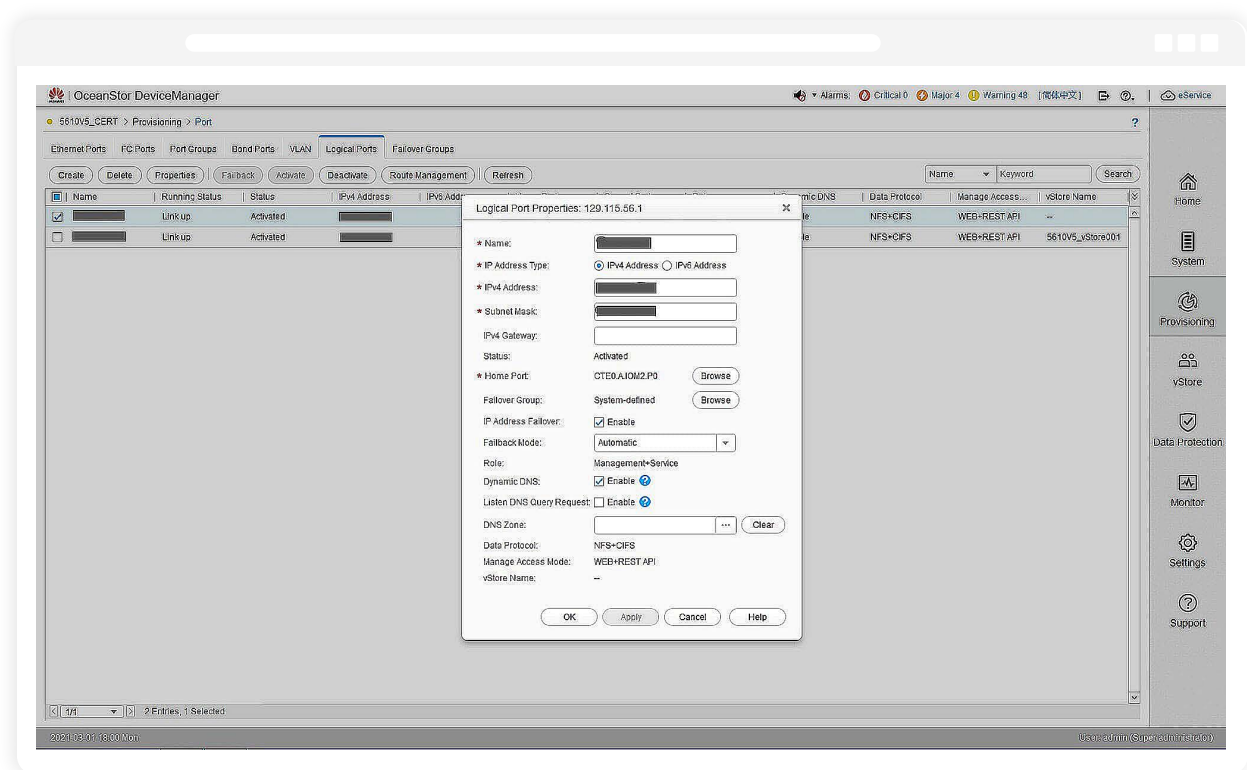 OceanStor DeviceManager
Alarms: Critical 0 Major 4 Warning 48 [简体中文] eService
5610V5_CERT > Provisioning > Port
?
Ethernet Ports FC Ports Port Groups Bond Ports VLAN Logical Ports Failover Groups
Create Delete Properties Failback Activate Deactivate Route Management Refresh Name Keyword Search
Name Running Status Status IPv4 Address Data Protocol Manage Access... vStore Name
Link up Activated NFS+CIFS WEB+REST API --
Link up Activated NFS+CIFS WEB+REST API 5610V5_vStore001
Logical Port Properties: 129.115.56.1
* Name:
* IP Address Type: IPv4 Address IPv6 Address
* IPv4 Address:
* Subnet Mask:
IPv4 Gateway:
Status: Activated
* Home Port: CTE0.A.IOM2.P0 Browse
Failover Group: System-defined Browse
IP Address Failover: Enable
Failback Mode: Automatic
Role: Management+Service
Dynamic DNS: Enable
Listen DNS Query Request: Enable
DNS Zone: ... Clear
Data Protocol: NFS+CIFS
Manage Access Mode: WEB+REST API
vStore Name: --
OK Apply Cancel Help
Home
System
Provisioning
vStore
Data Protection
Monitor
Settings
Support
1/1 2 Entries, 1 Selected
2021-03-01 18:00 Mon User: admin (Super administrator)